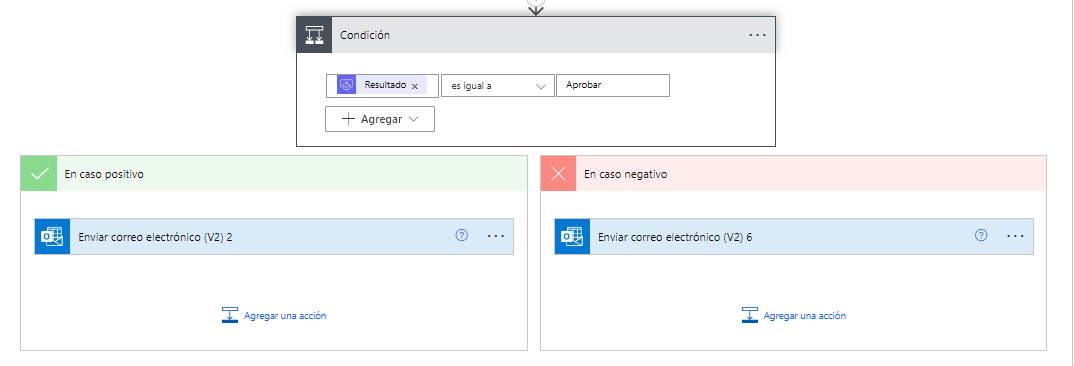 Condición
Resultado es igual a Aprobar
Agregar
En caso positivo
En caso negativo
Enviar correo electrónico (V2) 2
Enviar correo electrónico (V2) 6
Agregar una acción
Agregar una acción